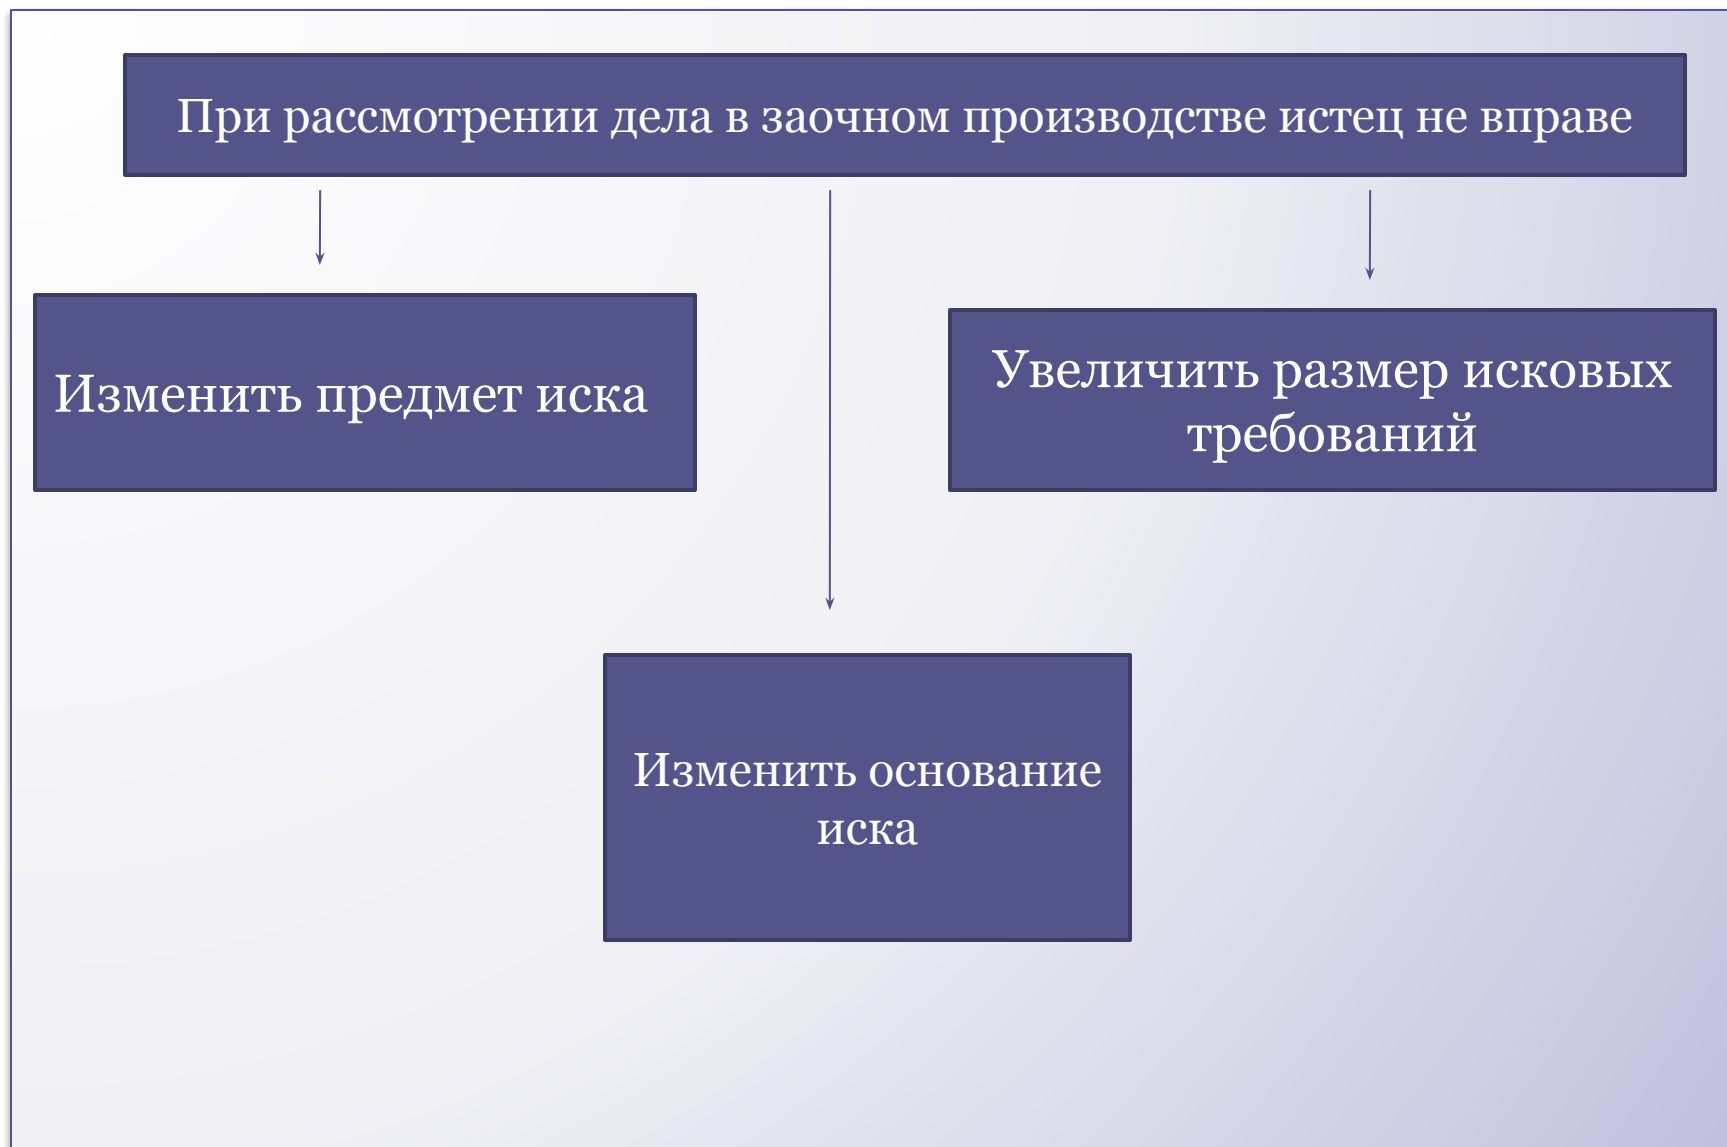 При рассмотрении дела в заочном производстве истец не вправе
Изменить предмет иска
Увеличить размер исковых
требований
Изменить основание
иска